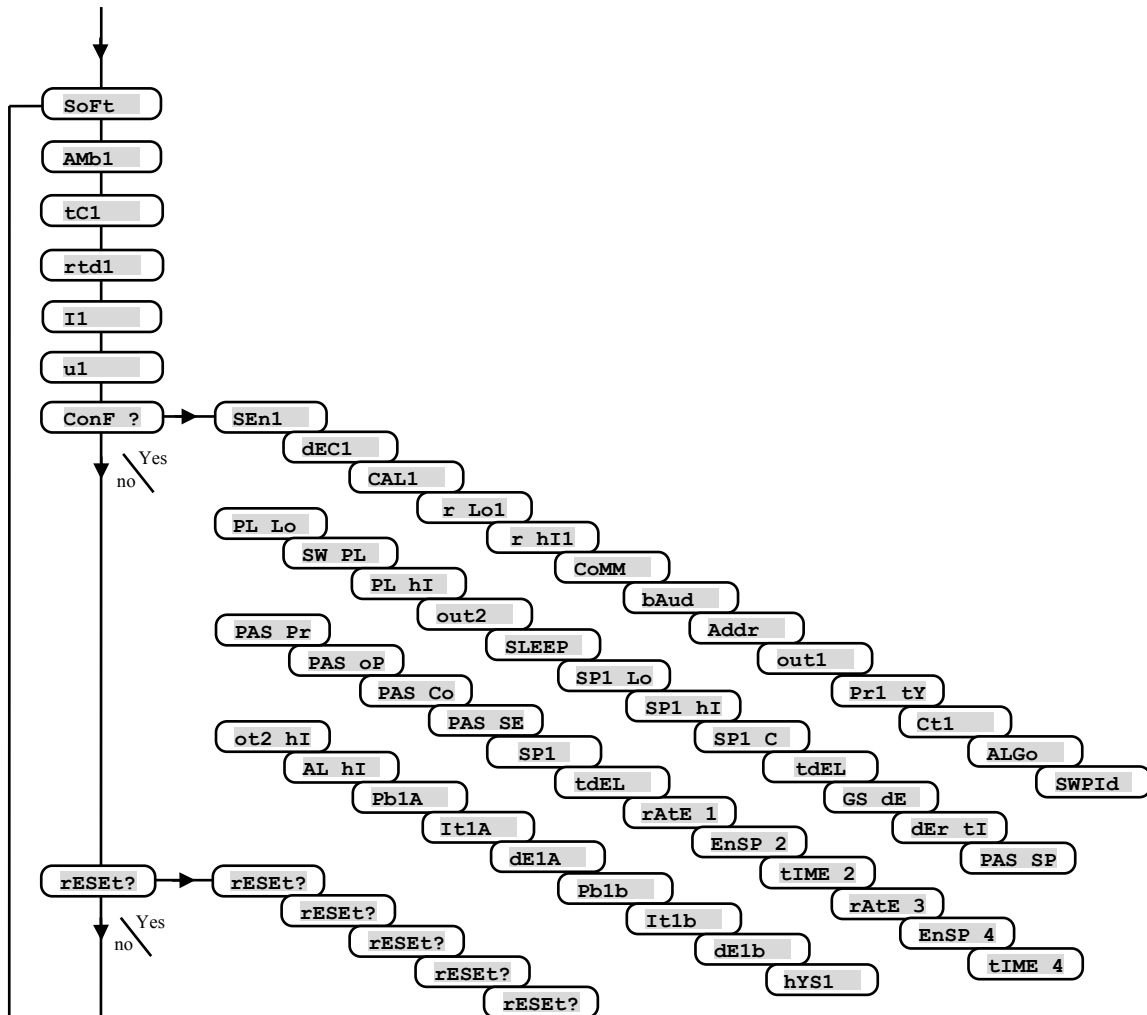 SoFt
AMb1
tC1
rtd1
I1
u1
ConF ?
no Yes
SEn1
dEC1
CAL1
r Lo1
r hI1
CoMM
bAud
Addr
out1
Pr1 tY
Ct1
ALGo
SWPId
PL Lo
SW PL
PL hI
out2
SLEEP
SP1 Lo
SP1 hI
SP1 C
tdEL
GS dE
dEr tI
PAS SP
PAS Pr
PAS oP
PAS Co
PAS SE
SP1
tdEL
rAtE 1
EnSP 2
tIME 2
rAtE 3
EnSP 4
tIME 4
ot2 hI
AL hI
Pb1A
It1A
dE1A
Pb1b
It1b
dE1b
hYS1
rESEt?
no Yes
rESEt?
rESEt?
rESEt?
rESEt?
rESEt?